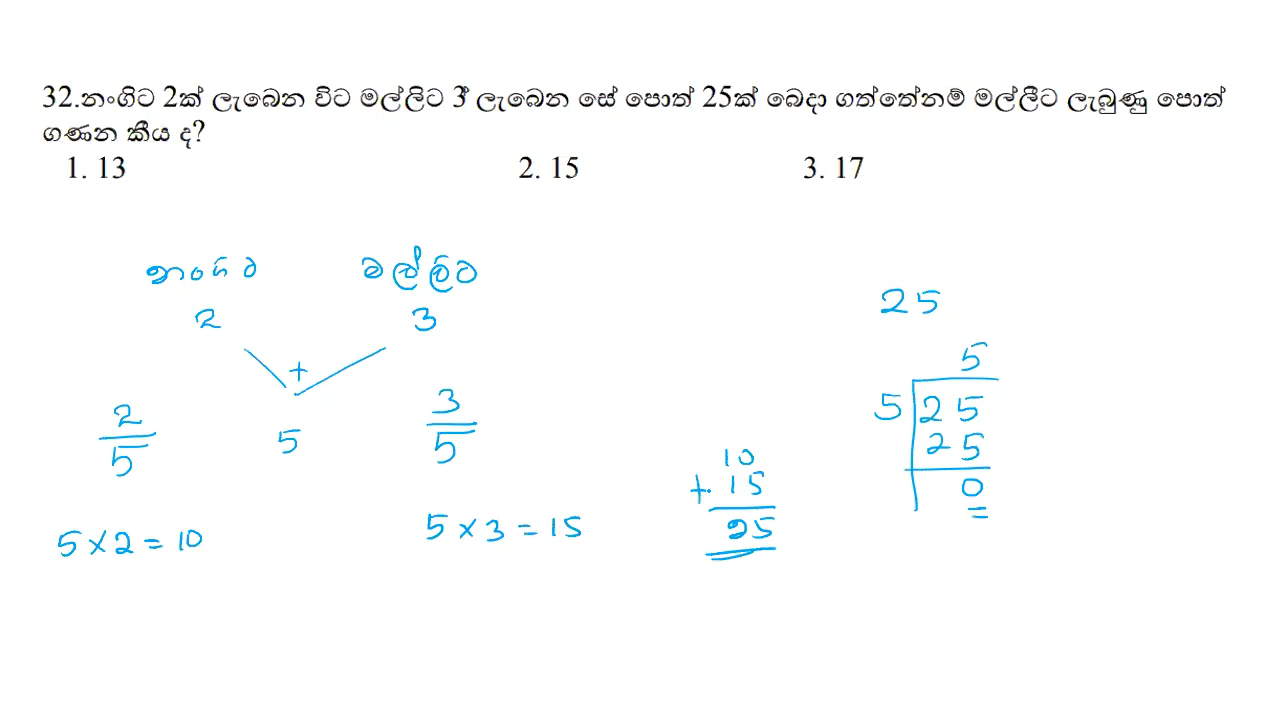 32.නංගිට 2ක් ලැබෙන විට මල්ලිට 3ක් ලැබෙන සේ පොත් 25ක් බෙදා ගත්තේනම් මල්ලීට ලැබුණු පොත්
ගණන කීය ද?
1. 13 2. 15 3. 17
නංගිට මල්ලිට
2 3
+
2/5 5 3/5
5 × 2 = 10 5 × 3 = 15
10
+ 15
25
25
5
5 25
25
0